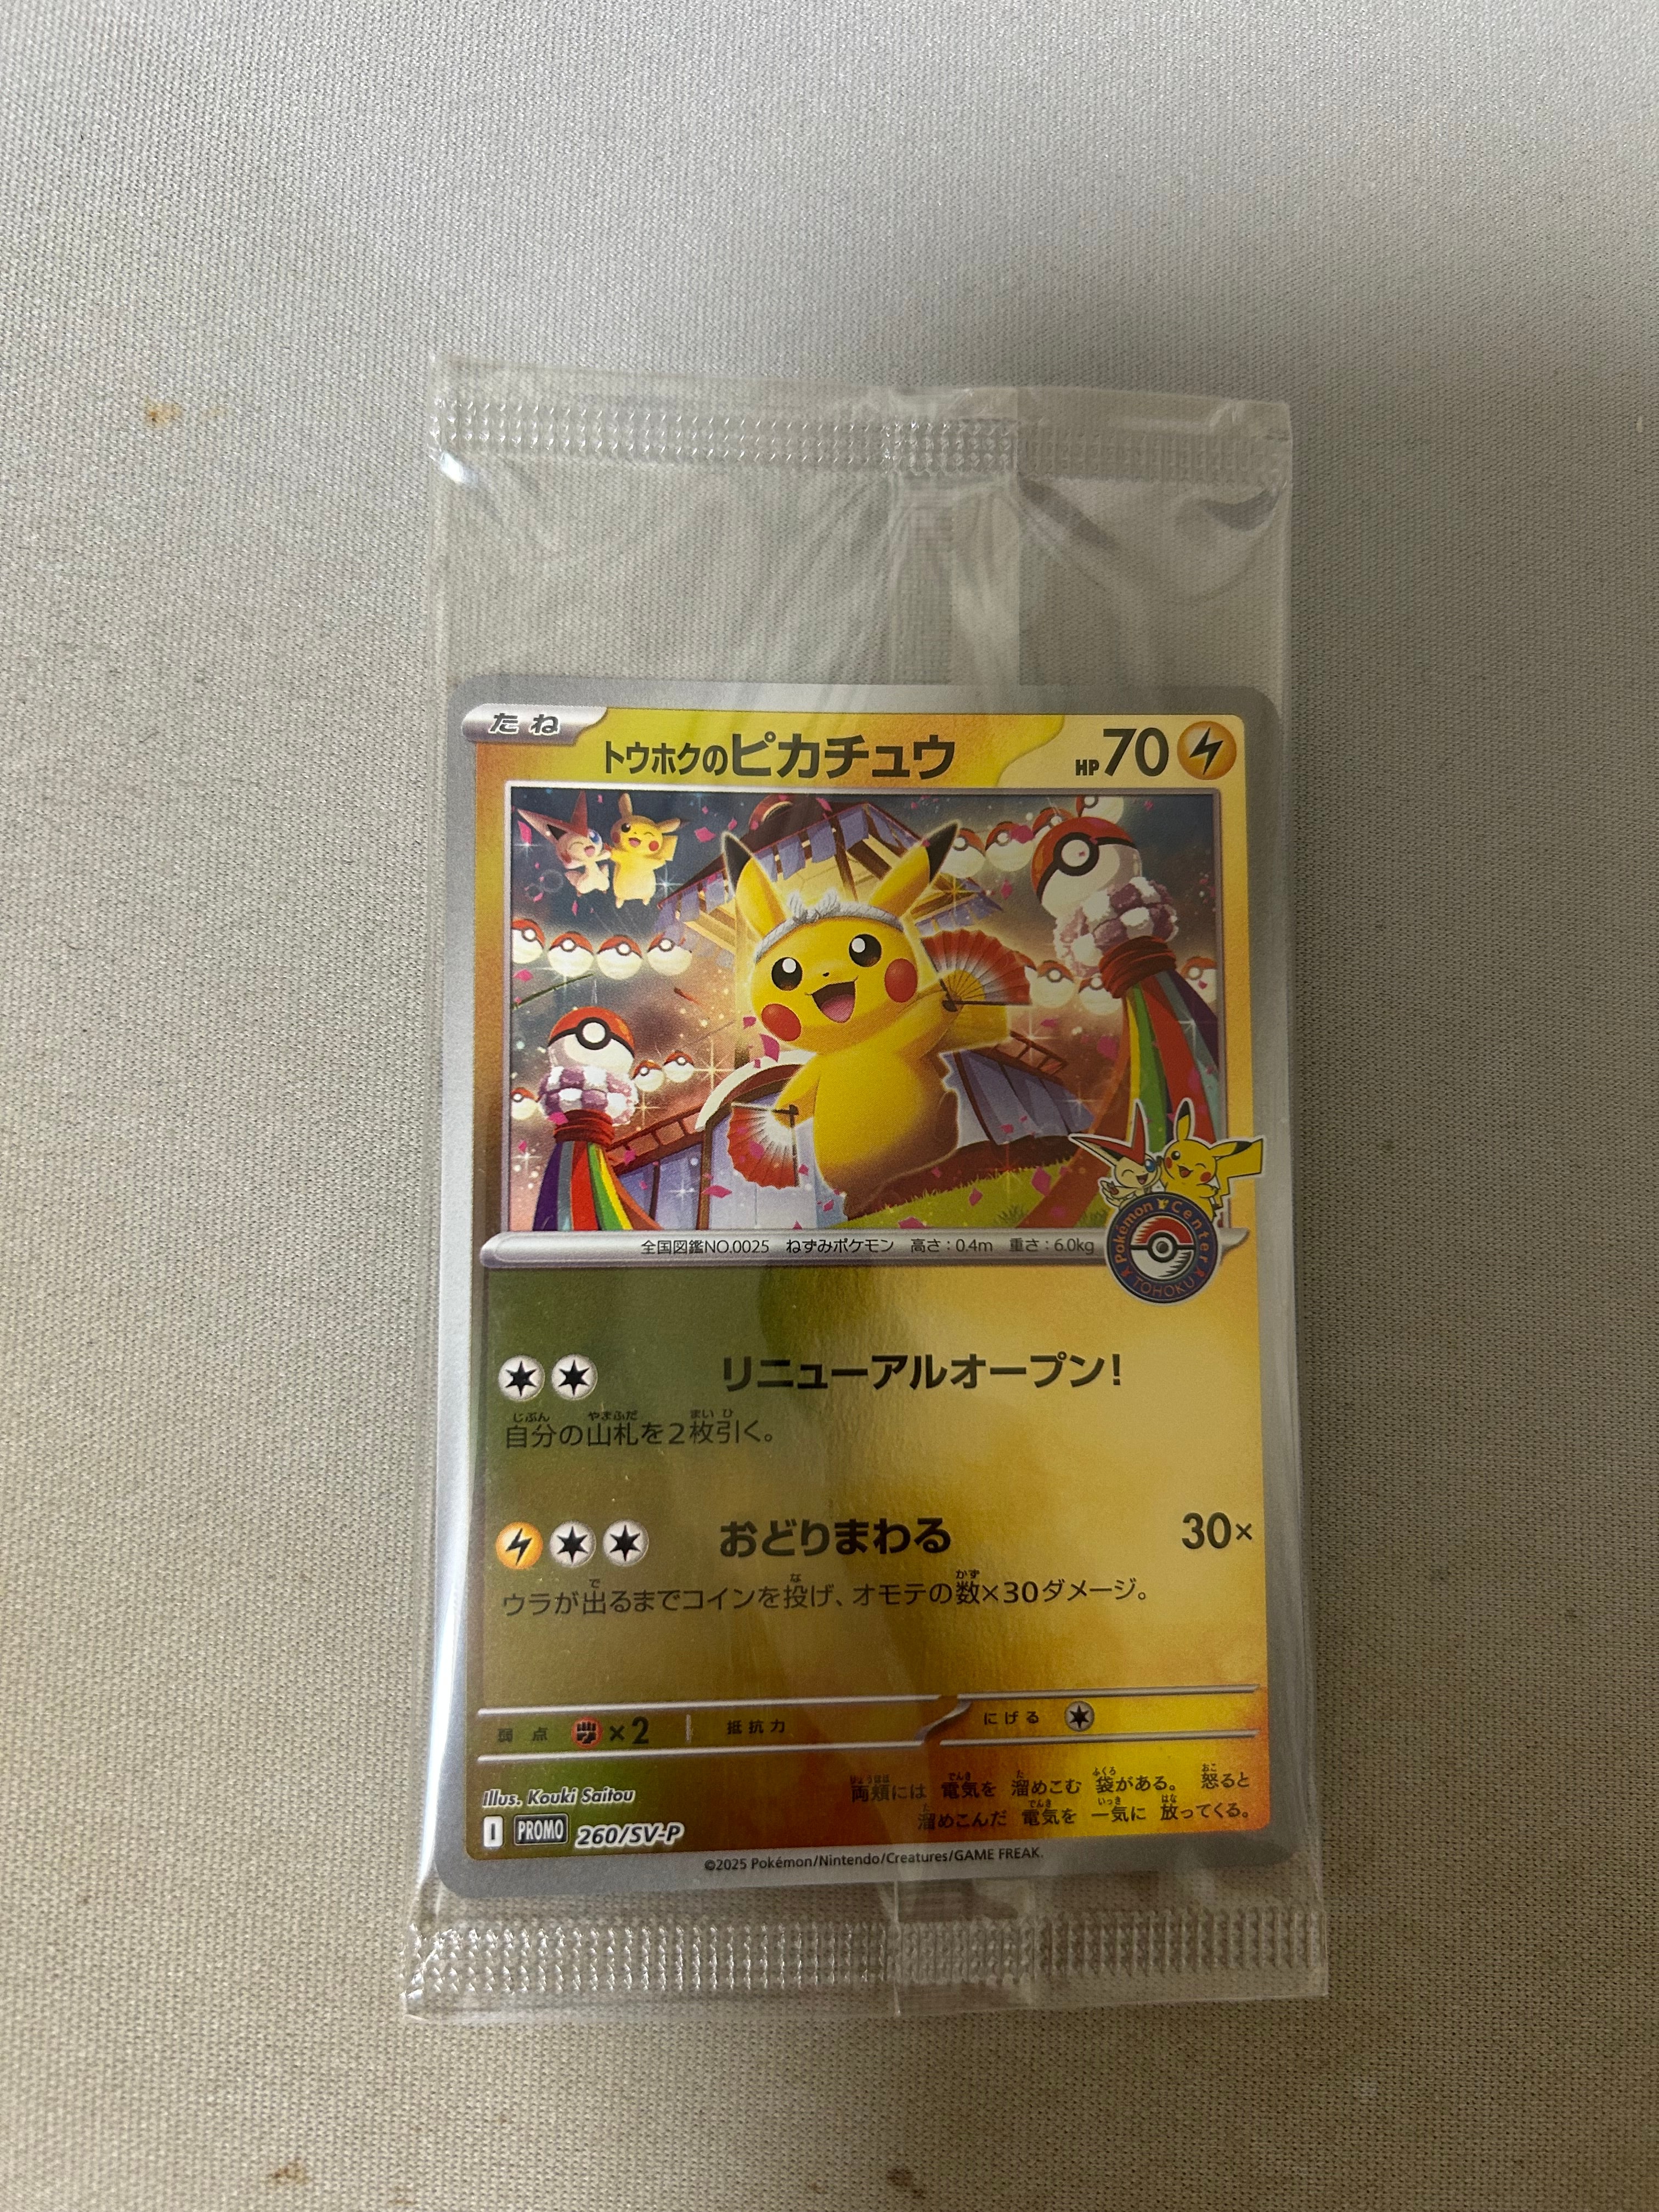 たね
トウホクのピカチュウ
HP70
全国図鑑NO.0025 ねずみポケモン 高さ:0.4m 重さ:6.0kg
Pokémon Center
TOHOKU
リニューアルオープン!
自分の山札を2枚引く。
おどりまわる 30×
ウラが出るまでコインを投げ、オモテの数×30ダメージ。
弱点 ×2 抵抗力 にげる
Illus. Kouki Saitou
両頬には 電気を 溜めこむ 袋がある。 怒ると
溜めこんだ 電気を 一気に 放ってくる。
I PROMO 260/SV-P
©2025 Pokémon/Nintendo/Creatures/GAME FREAK.